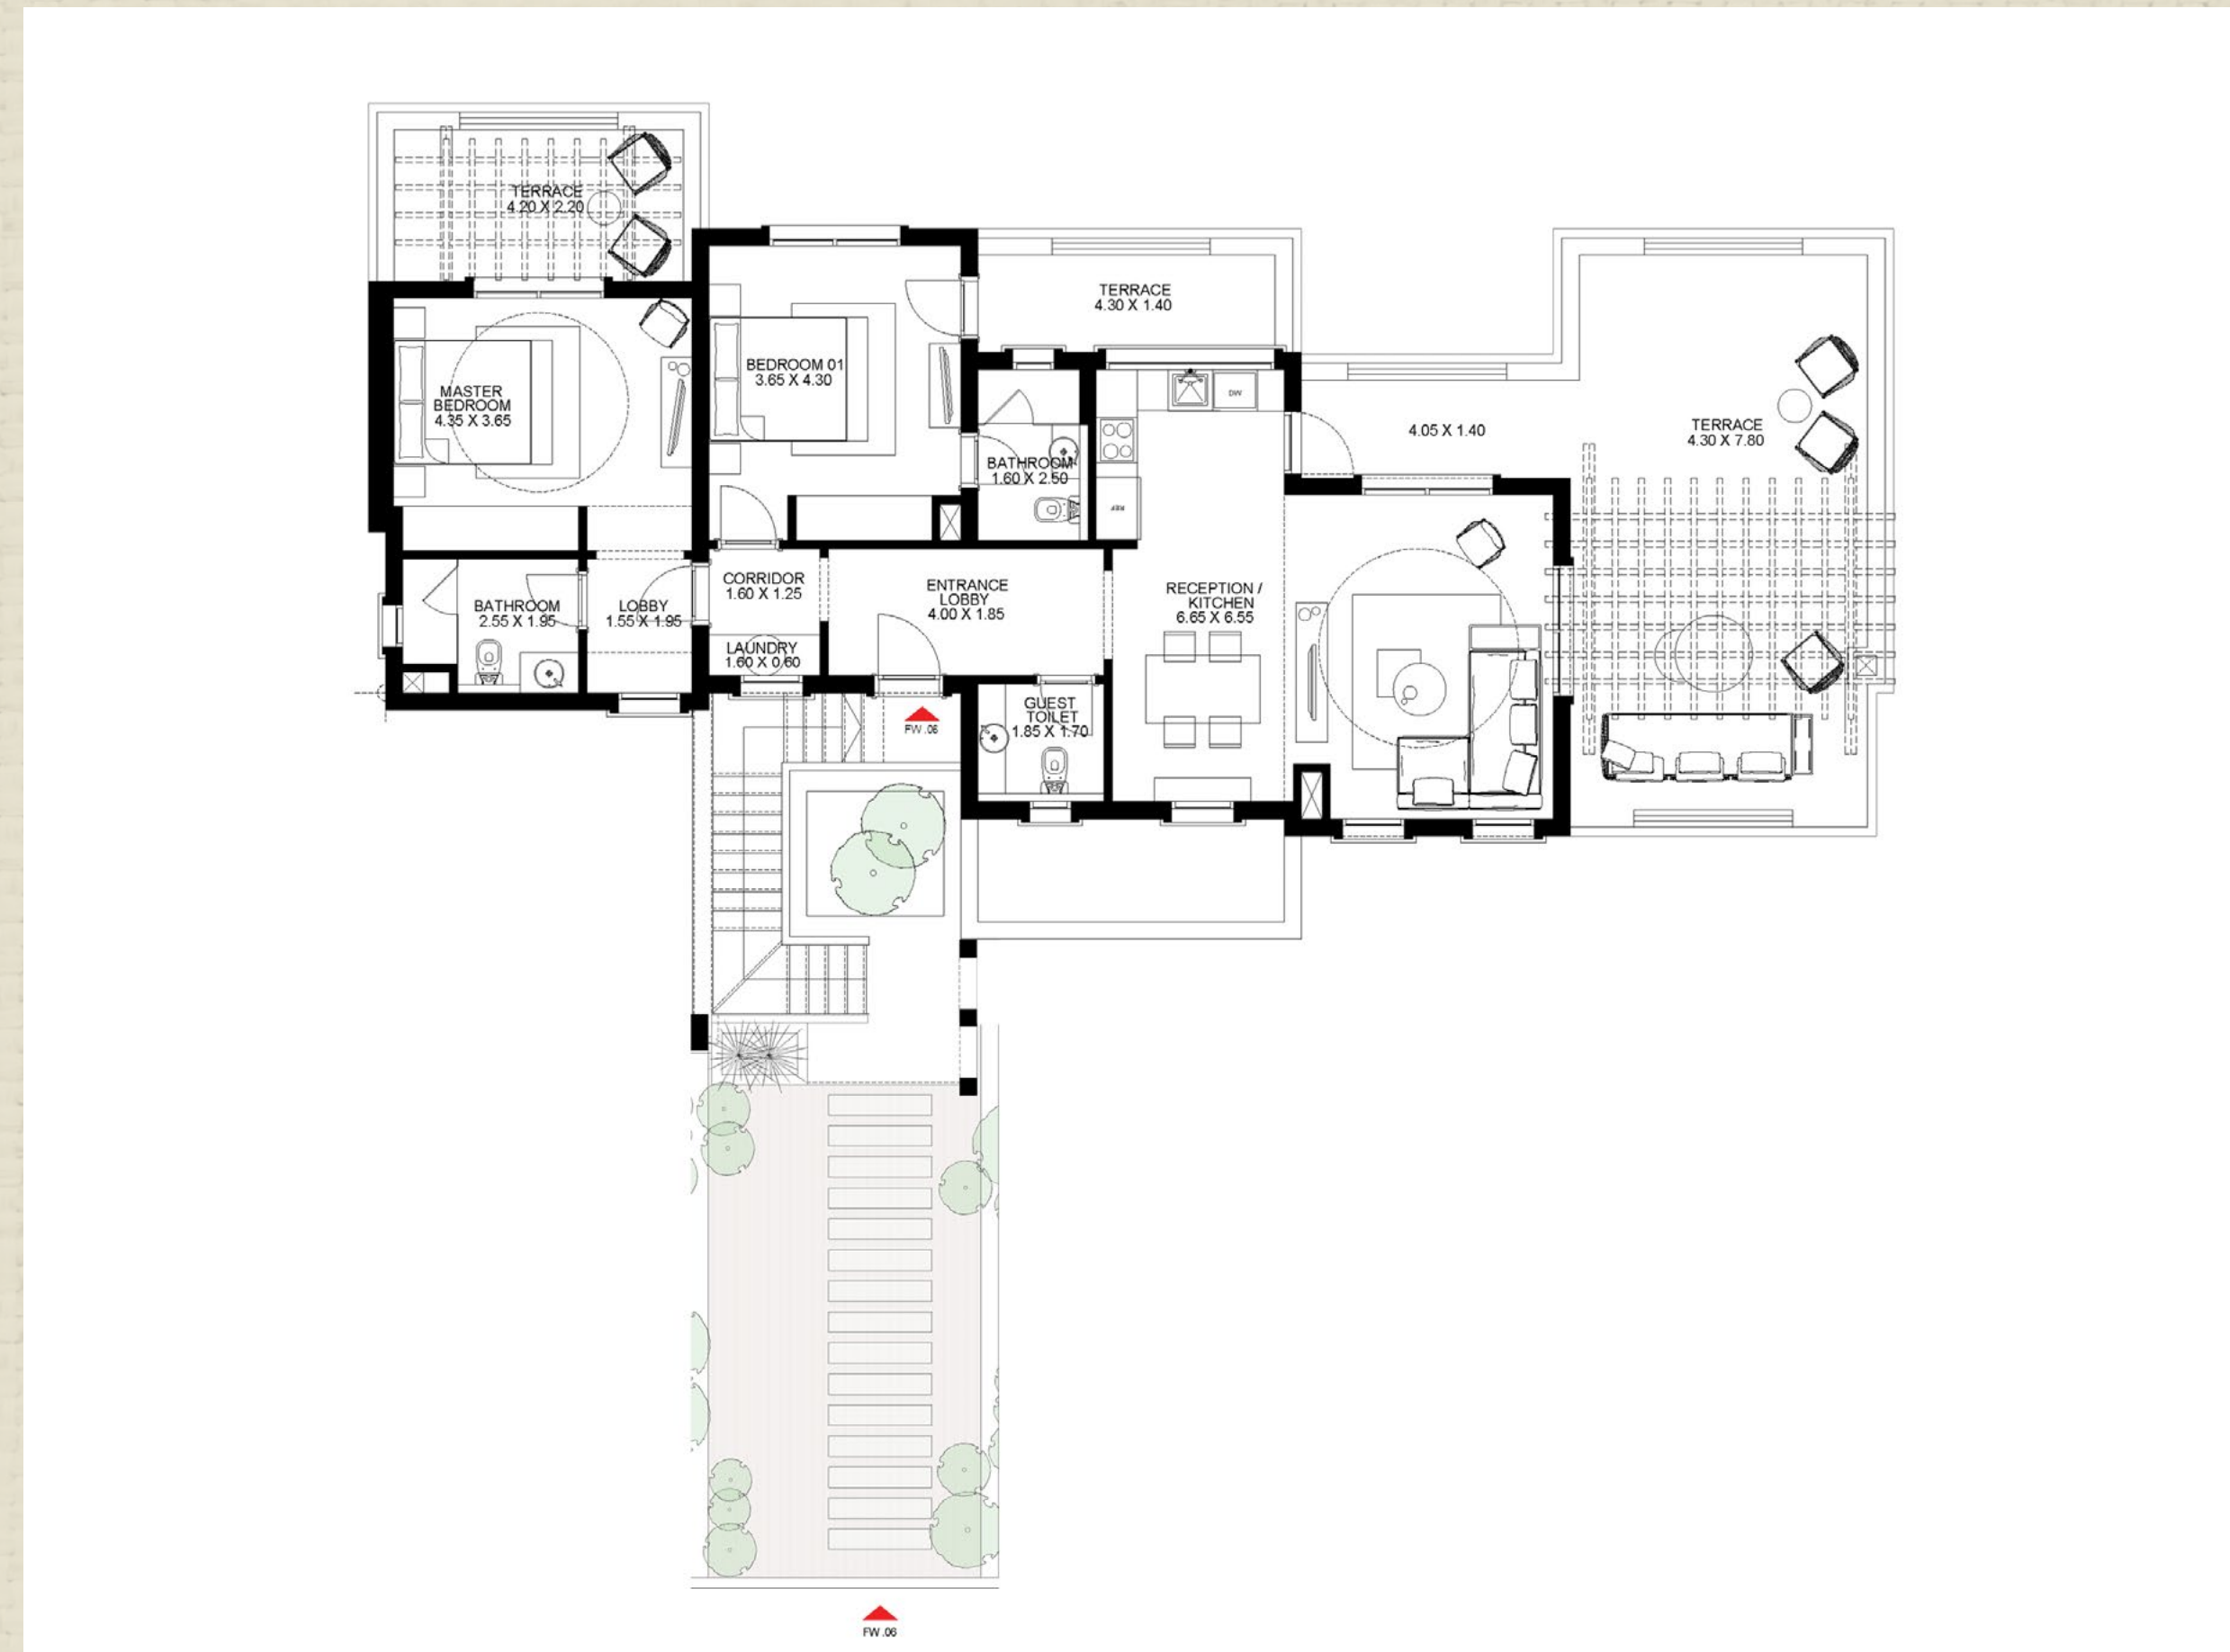 TERRACE
4.20 X 2.20
TERRACE
4.30 X 1.40
BEDROOM 01
3.65 X 4.30
MASTER
BEDROOM
4.35 X 3.65
DW
4.05 X 1.40
TERRACE
4.30 X 7.80
BATHROOM
1.60 X 2.50
REF
CORRIDOR
1.60 X 1.25
ENTRANCE
LOBBY
4.00 X 1.85
RECEPTION /
KITCHEN
6.65 X 6.55
BATHROOM
2.55 X 1.95
LOBBY
1.55 X 1.95
LAUNDRY
1.60 X 0.60
GUEST
TOILET
1.85 X 1.70
FW .06
FW .06